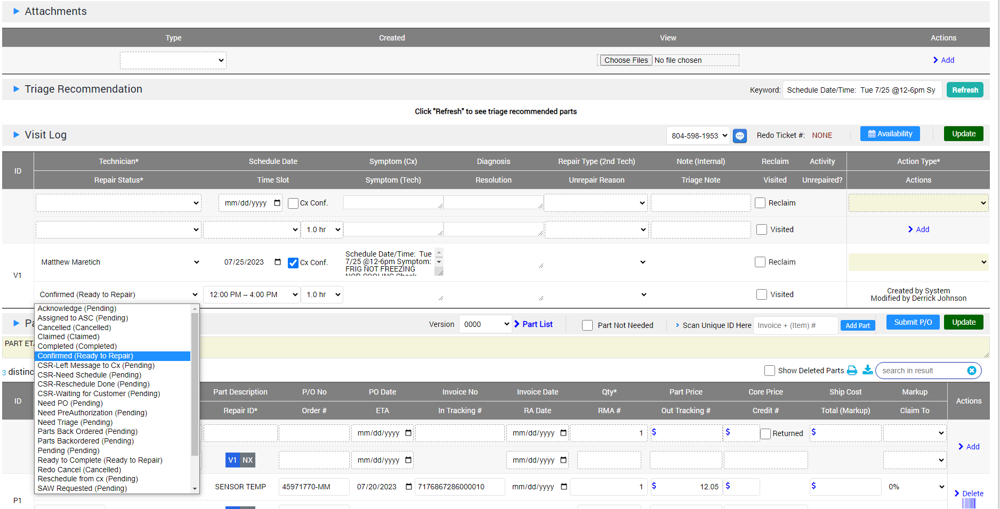 Attachments
Type Created View Actions
Choose Files No file chosen Add
Triage Recommendation Keyword: Schedule Date/Time: Tue 7/25 @12-6pm Sy Refresh
Click "Refresh" to see triage recommended parts
Visit Log 804-598-1953 Redo Ticket #: NONE Availability Update
ID Technician* Schedule Date Symptom (Cx) Diagnosis Repair Type (2nd Tech) Note (Internal) Reclaim Activity Action Type*
Repair Status* Time Slot Symptom (Tech) Resolution Unrepair Reason Triage Note Visited Unrepaired? Actions
mm/dd/yyyy Cx Conf. Reclaim
1.0 hr Visited Add
V1 Matthew Maretich 07/25/2023 Cx Conf. Schedule Date/Time: Tue
7/25 @12-6pm Symptom:
FRIG NOT FREEZING
NOR COOLING Check
Reclaim
Confirmed (Ready to Repair) 12:00 PM – 4:00 PM 1.0 hr Visited Created by System
Modified by Derrick Johnson
Acknowledge (Pending)
Assigned to ASC (Pending)
Cancelled (Cancelled)
Claimed (Claimed)
Completed (Completed)
Confirmed (Ready to Repair)
CSR-Left Message to Cx (Pending)
CSR-Need Schedule (Pending)
CSR-Reschedule Done (Pending)
CSR-Waiting for Customer (Pending)
Need PO (Pending)
Need PreAuthorization (Pending)
Need Triage (Pending)
Parts Back Ordered (Pending)
Parts Backordered (Pending)
Pending (Pending)
Ready to Complete (Ready to Repair)
Redo Cancel (Cancelled)
Reschedule from cx (Pending)
SAW Requested (Pending)
Pa Version 0000 Part List Part Not Needed Scan Unique ID Here Invoice + (Item) # Add Part Submit P/O Update
PART ETA
3 distinc Show Deleted Parts search in result
ID Part Description P/O No PO Date Invoice No Invoice Date Qty* Part Price Core Price Ship Cost Markup Actions
Repair ID* Order # ETA In Tracking # RA Date RMA # Out Tracking # Credit # Total (Markup) Claim To
mm/dd/yyyy mm/dd/yyyy 1 $ $ Returned $ Add
V1 NX mm/dd/yyyy mm/dd/yyyy
P1 SENSOR TEMP 45971770-MM 07/20/2023 7176867286000010 mm/dd/yyyy 1 $ 12.05 $ $ 0% Delete